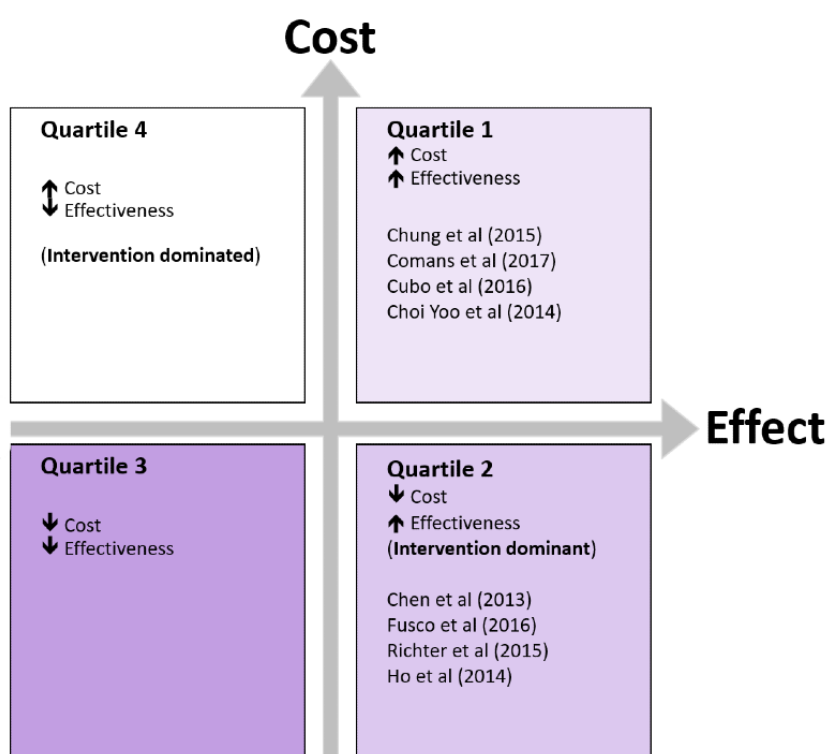 Cost
Quartile 4
↑ Cost
↓ Effectiveness
(Intervention dominated)
Quartile 1
↑ Cost
↑ Effectiveness
Chung et al (2015)
Comans et al (2017)
Cubo et al (2016)
Choi Yoo et al (2014)
Effect
Quartile 3
↓ Cost
↓ Effectiveness
Quartile 2
↓ Cost
↑ Effectiveness
(Intervention dominant)
Chen et al (2013)
Fusco et al (2016)
Richter et al (2015)
Ho et al (2014)